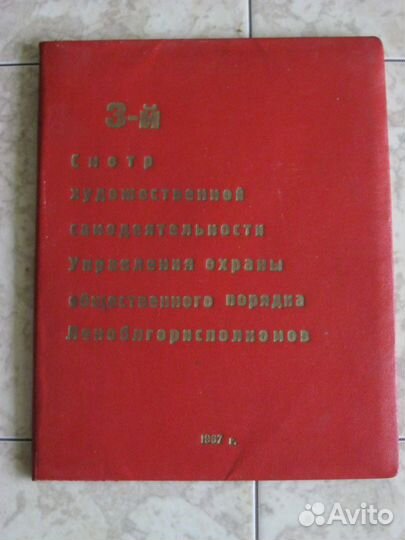 3-й
Смотр
художественной
самодеятельности
Управления охраны
общественного порядка
Леноблгорисполкомов
1967 г.
Avito